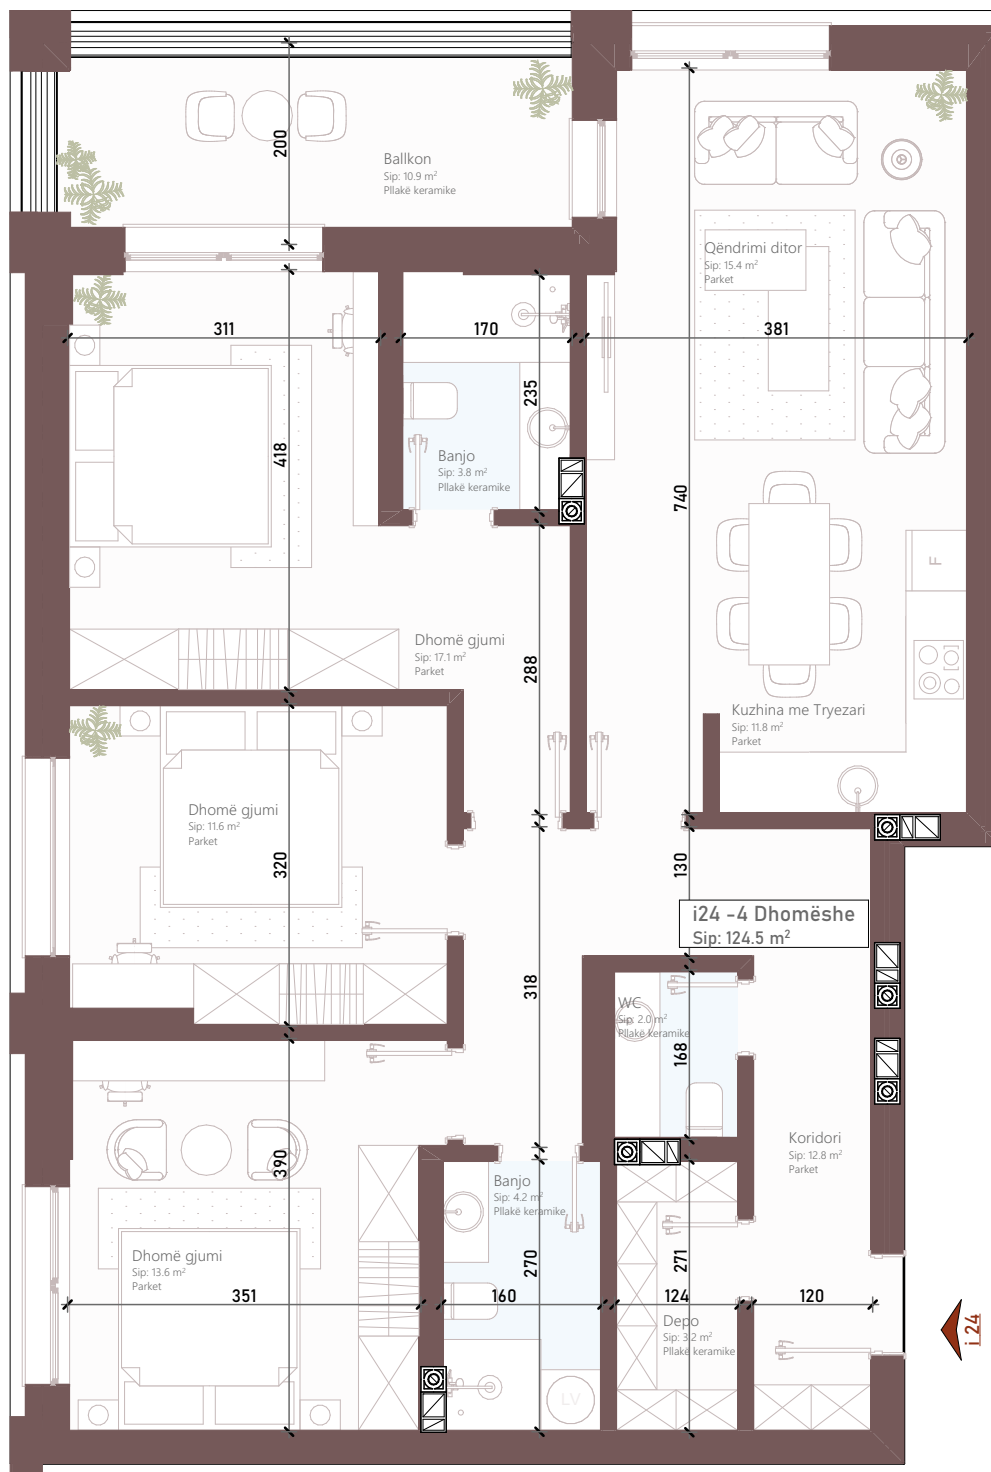 200
Ballkon
Sip: 10.9 m²
Pllakë keramike
Qëndrimi ditor
Sip: 15.4 m²
Parket
311
170
381
235
418
Banjo
Sip: 3.8 m²
Pllakë keramike
740
F
Dhomë gjumi
Sip: 17.1 m²
Parket
288
Kuzhina me Tryezari
Sip: 11.8 m²
Parket
Dhomë gjumi
Sip: 11.6 m²
Parket
320
130
i24 -4 Dhomëshe
Sip: 124.5 m²
318
WC
Sip: 2.0 m²
Pllakë keramike
168
Koridori
Sip: 12.8 m²
Parket
390
Banjo
Sip: 4.2 m²
Pllakë keramike
Dhomë gjumi
Sip: 13.6 m²
Parket
270
271
351
160
124
120
Depo
Sip: 3.2 m²
Pllakë keramike
i 24
LV